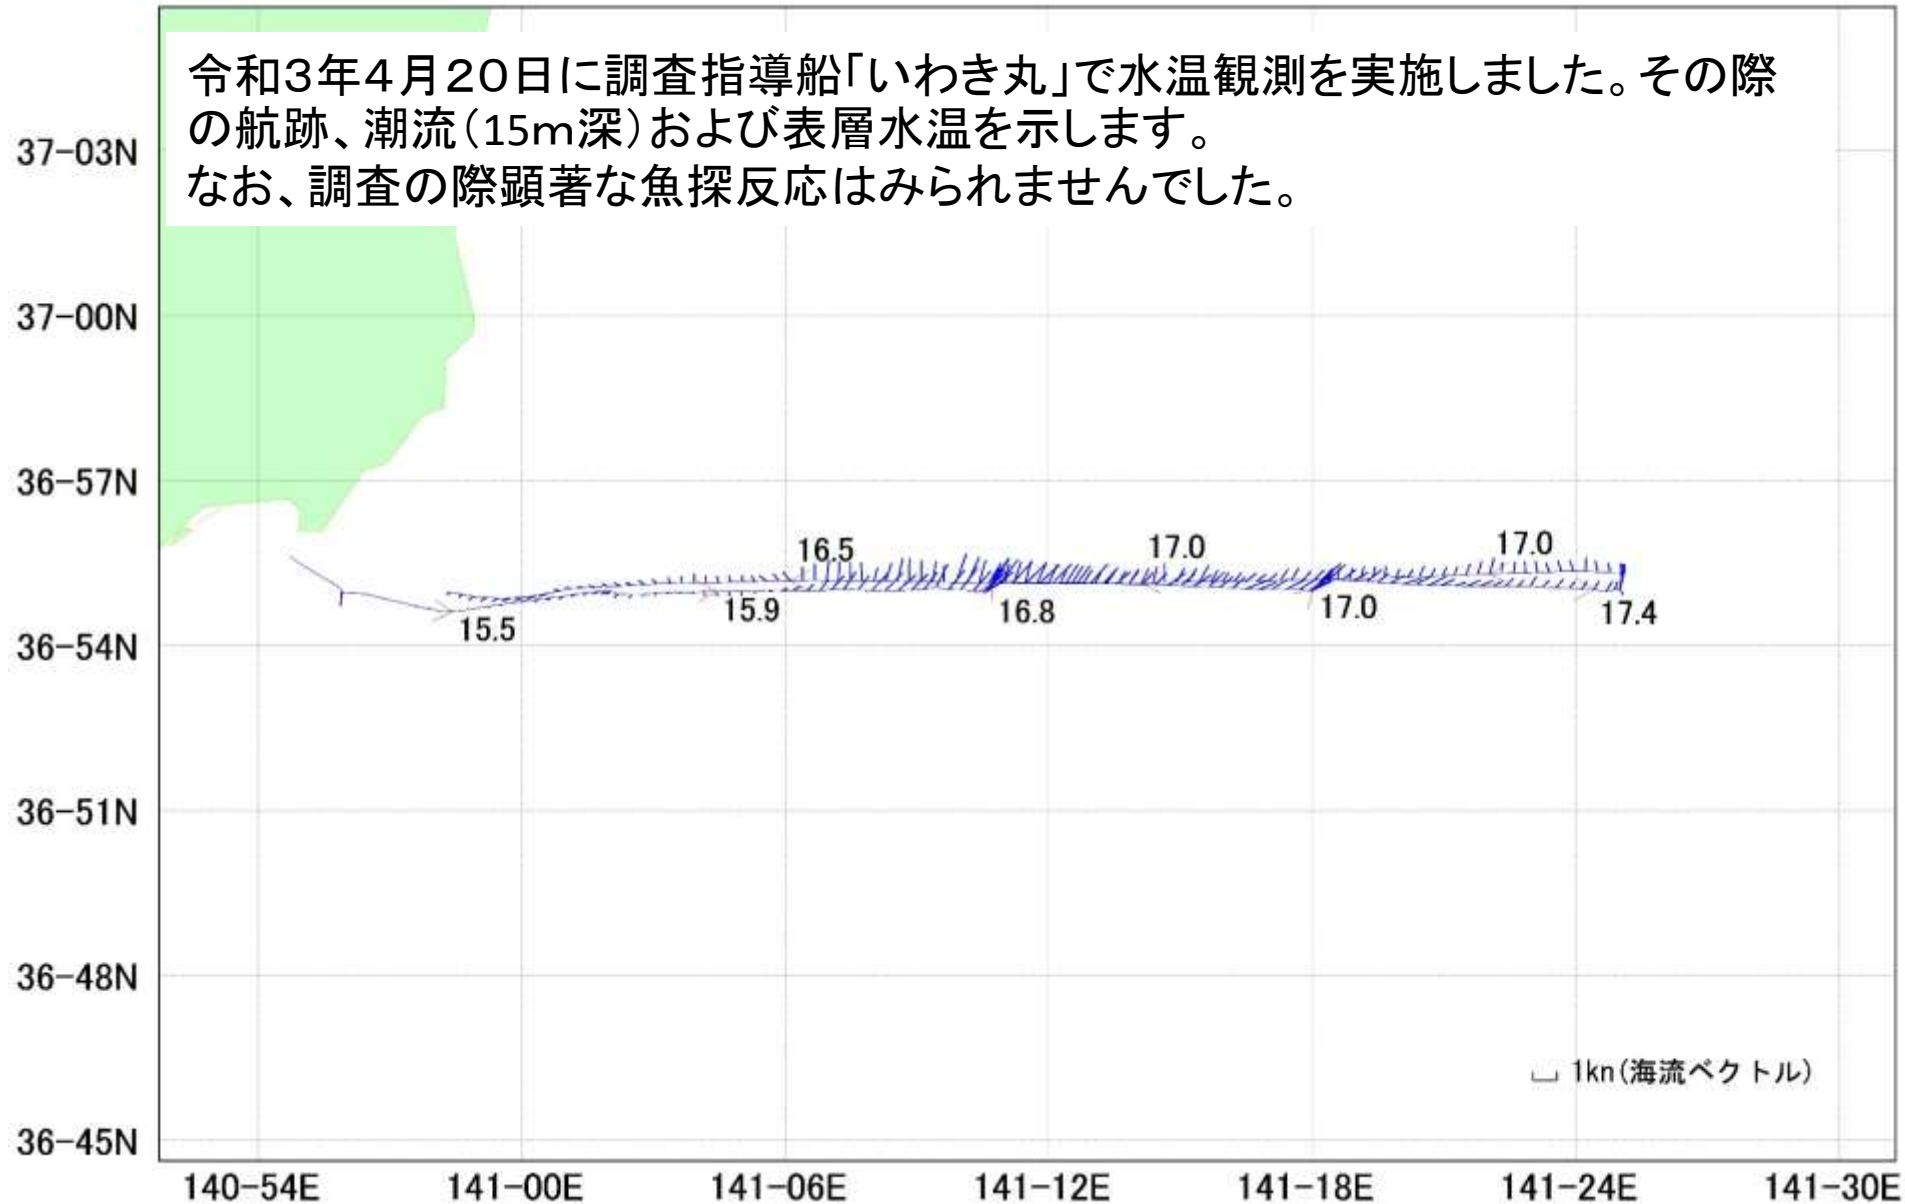 令和3年4月20日に調査指導船「いわき丸」で水温観測を実施しました。その際
の航跡、潮流(15m深)および表層水温を示します。
なお、調査の際顕著な魚探反応はみられませんでした。
37-03N
37-00N
36-57N
16.5
17.0
17.0
15.5
15.9
16.8
17.0
17.4
36-54N
36-51N
36-48N
1kn(海流ベクトル)
36-45N
140-54E
141-00E
141-06E
141-12E
141-18E
141-24E
141-30E